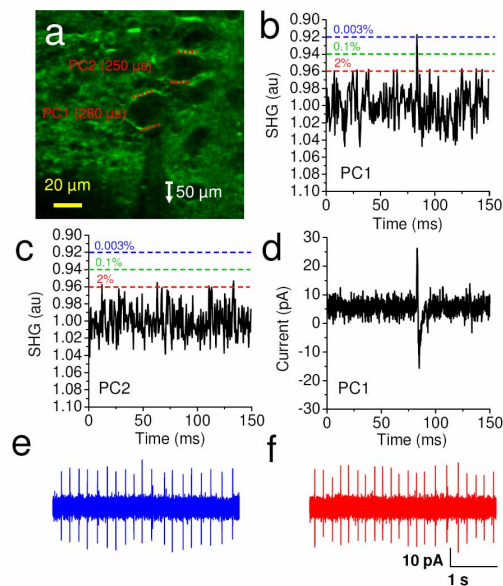 a
PC2 (250 µs)
PC1 (280 µs)
20 µm
50 µm
b
0.90
0.92
0.94
0.96
0.98
1.00
1.02
1.04
1.06
1.08
1.10
0.003%
0.1%
2%
SHG (au)
PC1
0 50 100 150
Time (ms)
c
0.90
0.92
0.94
0.96
0.98
1.00
1.02
1.04
1.06
1.08
1.10
0.003%
0.1%
2%
SHG (au)
PC2
0 50 100 150
Time (ms)
d
30
20
10
0
-10
-20
-30
Current (pA)
PC1
0 50 100 150
Time (ms)
e
f
10 pA
1 s